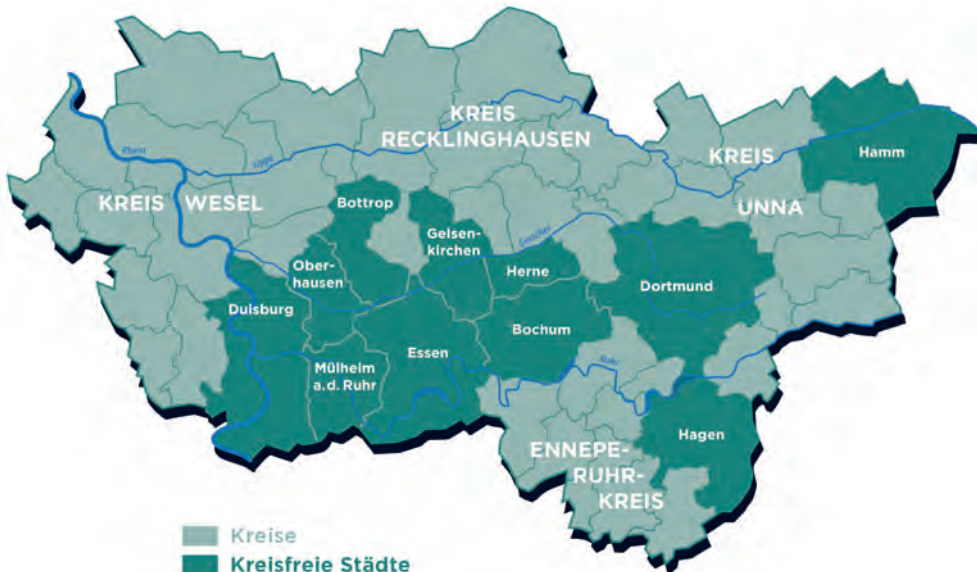 KREIS
RECKLINGHAUSEN
Rhein
Lippe
KREIS
UNNA
Hamm
KREIS WESEL
Bottrop
Gelsen-
kirchen
Emscher
Ober-
hausen
Herne
Dortmund
Duisburg
Bochum
Essen
Mülheim
a.d. Ruhr
Ruhr
Hagen
ENNEPE-
RUHR-
KREIS
Kreise
Kreisfreie Städte